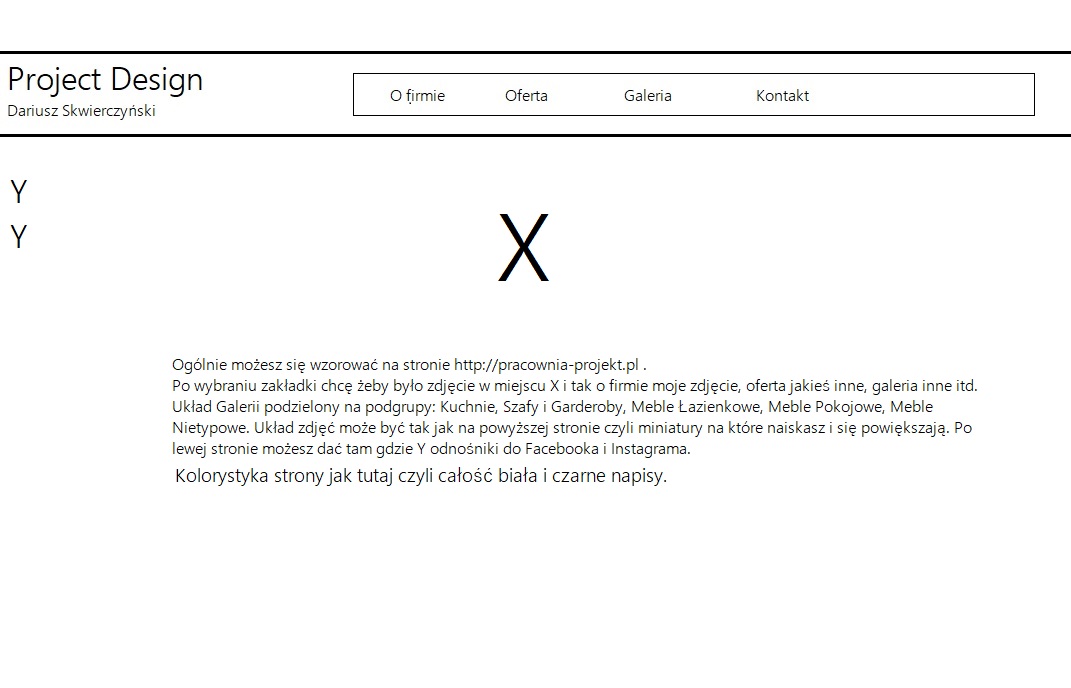 Project Design
Dariusz Skwierczyński
O firmie Oferta Galeria Kontakt
Y
Y
X
Ogólnie możesz się wzorować na stronie http://pracownia-projekt.pl .
Po wybraniu zakładki chcę żeby było zdjęcie w miejscu X i tak o firmie moje zdjęcie, oferta jakieś inne, galeria inne itd.
Układ Galerii podzielony na podgrupy: Kuchnie, Szafy i Garderoby, Meble Łazienkowe, Meble Pokojowe, Meble
Nietypowe. Układ zdjęć może być tak jak na powyższej stronie czyli miniatury na które naiskasz i się powiększają. Po
lewej stronie możesz dać tam gdzie Y odnośniki do Facebooka i Instagrama.
Kolorystyka strony jak tutaj czyli całość biała i czarne napisy.